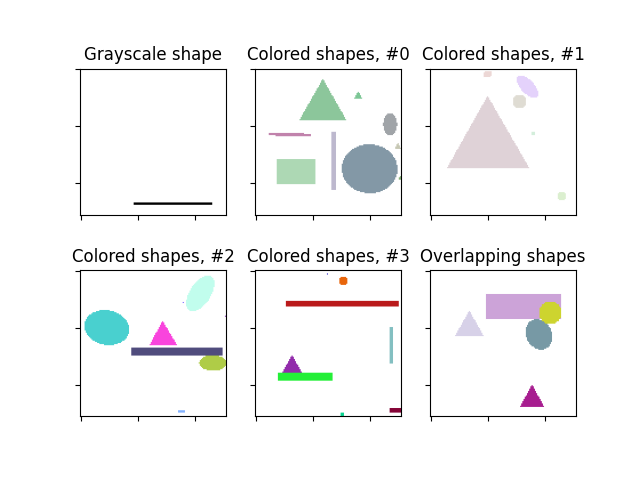 Grayscale shape
Colored shapes, #0
Colored shapes, #1
Colored shapes, #2
Colored shapes, #3
Overlapping shapes